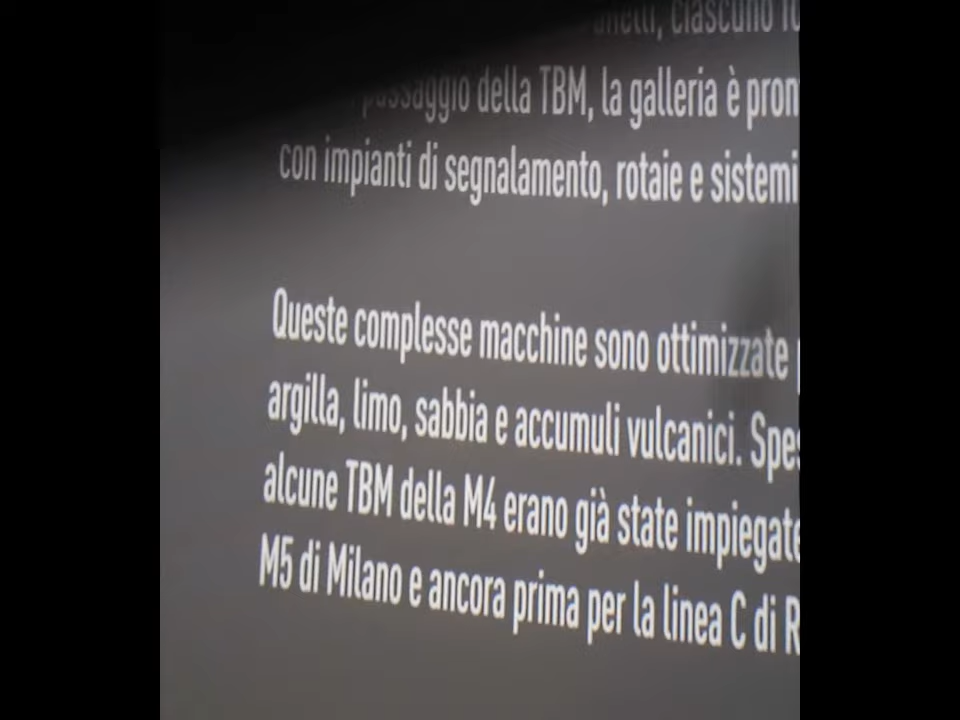 ciascuno
passaggio della TBM, la galleria è pron
con impianti di segnalamento, rotaie e sistemi
Queste complesse macchine sono ottimizzate
argilla, limo, sabbia e accumuli vulcanici. Spes
alcune TBM della M4 erano già state impiegate
M5 di Milano e ancora prima per la linea C di R